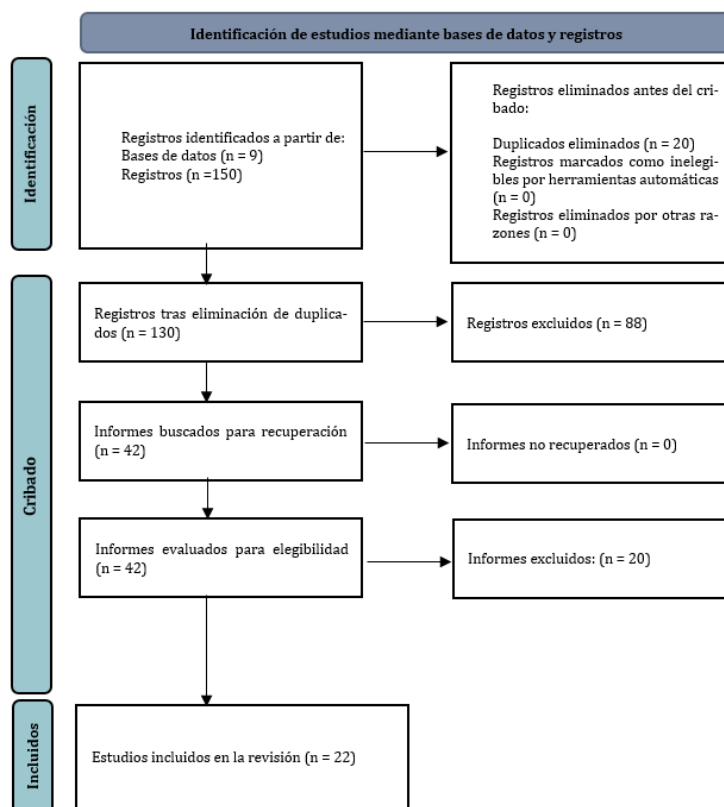 Identificación de estudios mediante bases de datos y registros
Identificación
Registros identificados a partir de:
Bases de datos (n = 9)
Registros (n =150)
Registros eliminados antes del cri-
bado:
Duplicados eliminados (n = 20)
Registros marcados como inelegi-
bles por herramientas automáticas
(n = 0)
Registros eliminados por otras ra-
zones (n = 0)
Cribado
Registros tras eliminación de duplica-
dos (n = 130)
Registros excluidos (n = 88)
Informes buscados para recuperación
(n = 42)
Informes no recuperados (n = 0)
Informes evaluados para elegibilidad
(n = 42)
Informes excluidos: (n = 20)
Incluidos
Estudios incluidos en la revisión (n = 22)